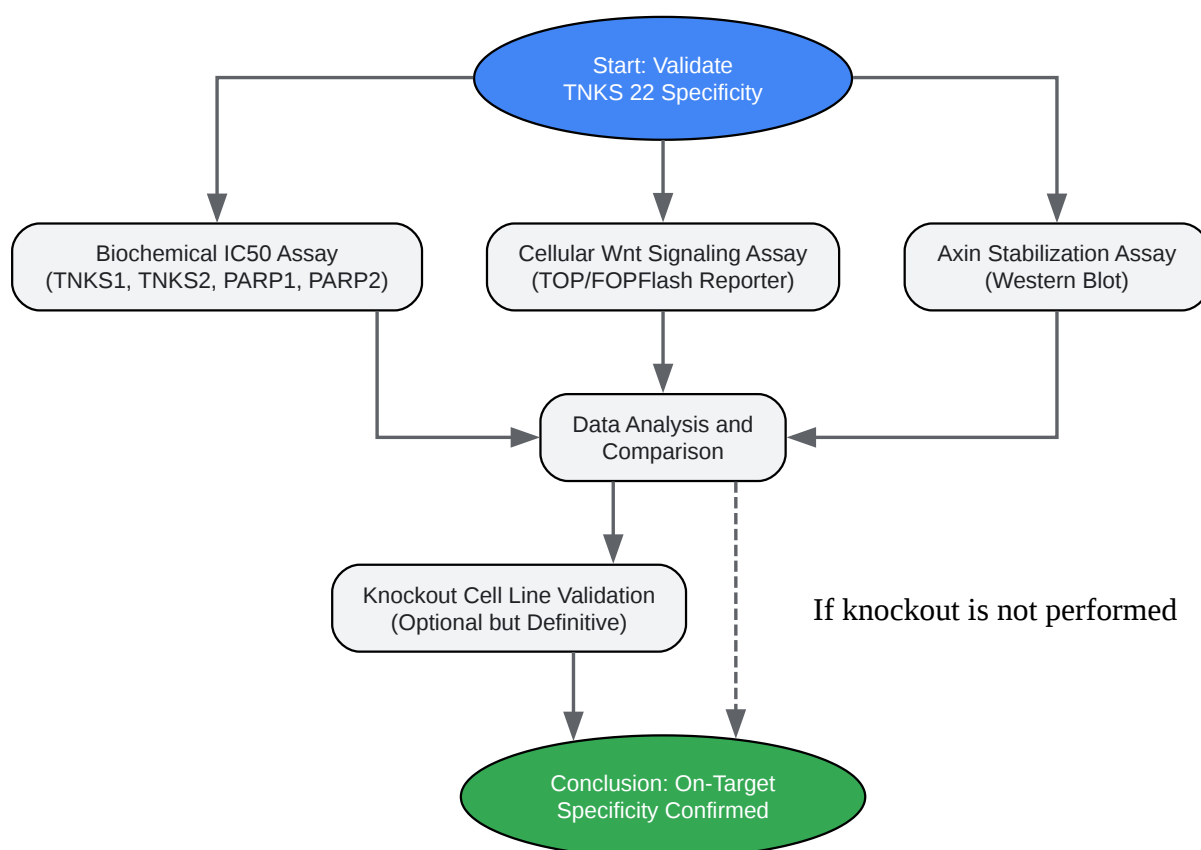 Start: Validate
TNKS 22 Specificity
Biochemical IC50 Assay
(TNKS1, TNKS2, PARP1, PARP2)
Cellular Wnt Signaling Assay
(TOP/FOPFlash Reporter)
Axin Stabilization Assay
(Western Blot)
Data Analysis and
Comparison
Knockout Cell Line Validation
(Optional but Definitive)
If knockout is not performed
Conclusion: On-Target
Specificity Confirmed